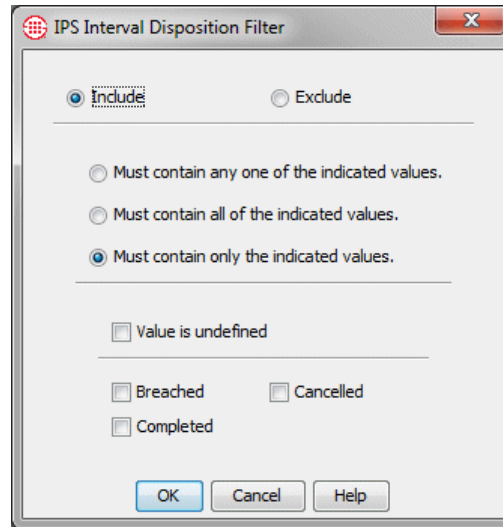 IPS Interval Disposition Filter
Include Exclude
Must contain any one of the indicated values.
Must contain all of the indicated values.
Must contain only the indicated values.
Value is undefined
Breached Cancelled
Completed
OK Cancel Help